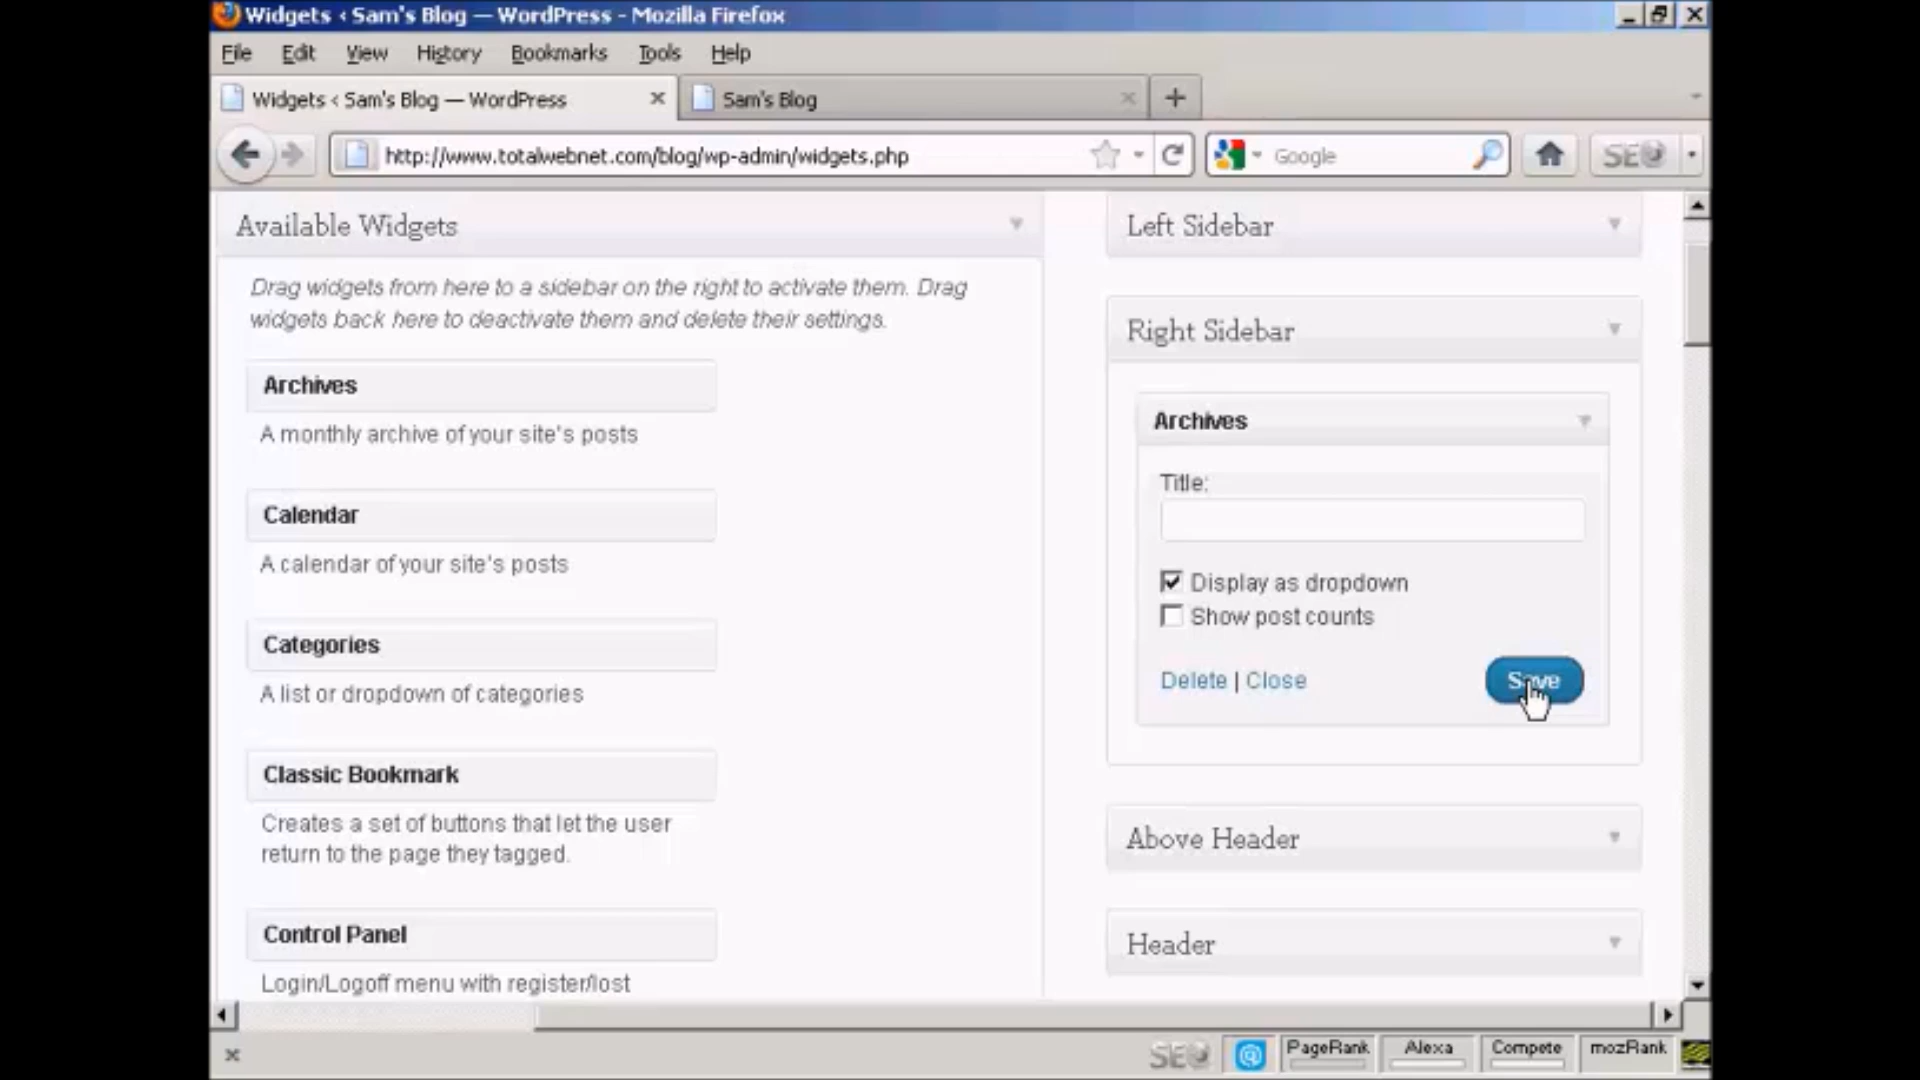 Widgets ‹ Sam's Blog — WordPress - Mozilla Firefox
File Edit View History Bookmarks Tools Help
Widgets ‹ Sam's Blog — WordPress
Sam's Blog
http://www.totalwebnet.com/blog/wp-admin/widgets.php
Google
SEO
Available Widgets
Drag widgets from here to a sidebar on the right to activate them. Drag
widgets back here to deactivate them and delete their settings.
Archives
A monthly archive of your site's posts
Calendar
A calendar of your site's posts
Categories
A list or dropdown of categories
Classic Bookmark
Creates a set of buttons that let the user
return to the page they tagged.
Control Panel
Login/Logoff menu with register/lost
Left Sidebar
Right Sidebar
Archives
Title:
Display as dropdown
Show post counts
Delete | Close
Save
Above Header
Header
SEO
PageRank
Alexa
Compete
mozRank